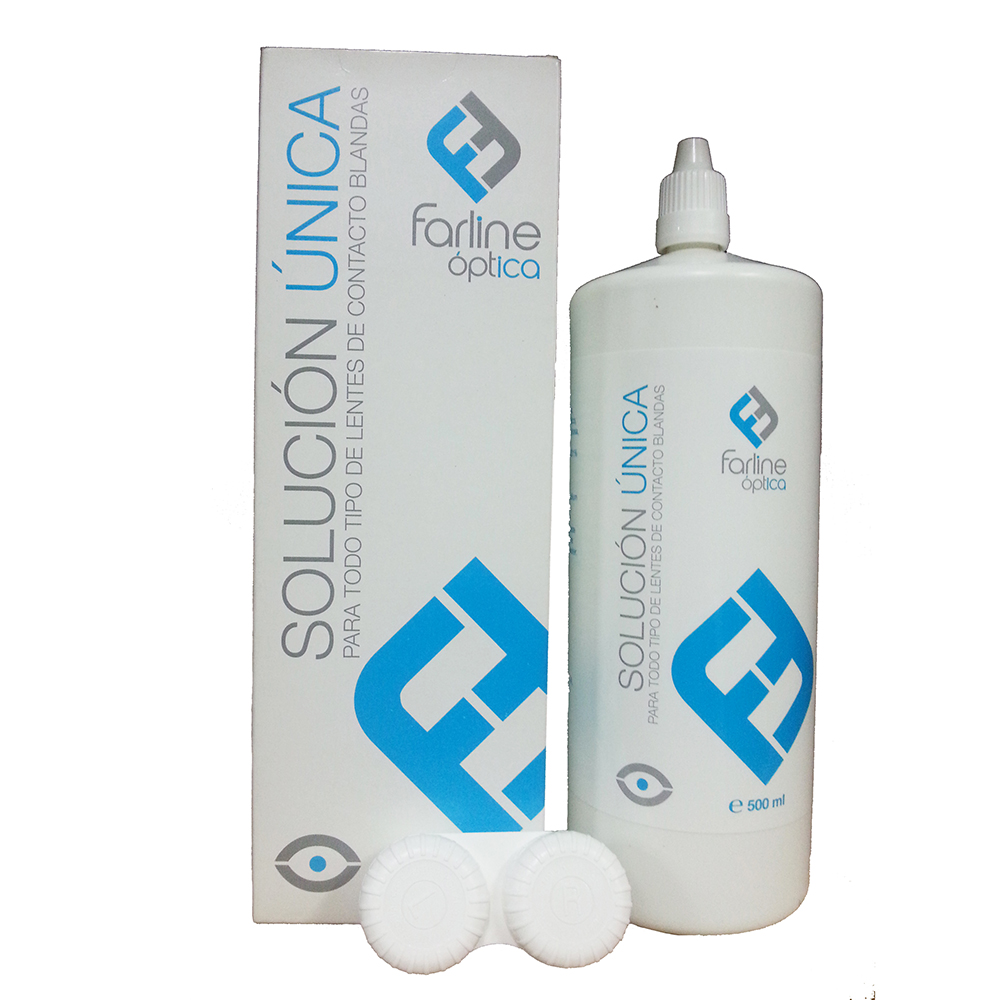 SOLUCIÓN ÚNICA
PARA TODO TIPO DE LENTES DE CONTACTO BLANDAS
farline
óptica
SOLUCIÓN ÚNICA
PARA TODO TIPO DE LENTES DE CONTACTO BLANDAS
farline
óptica
e 500 ml